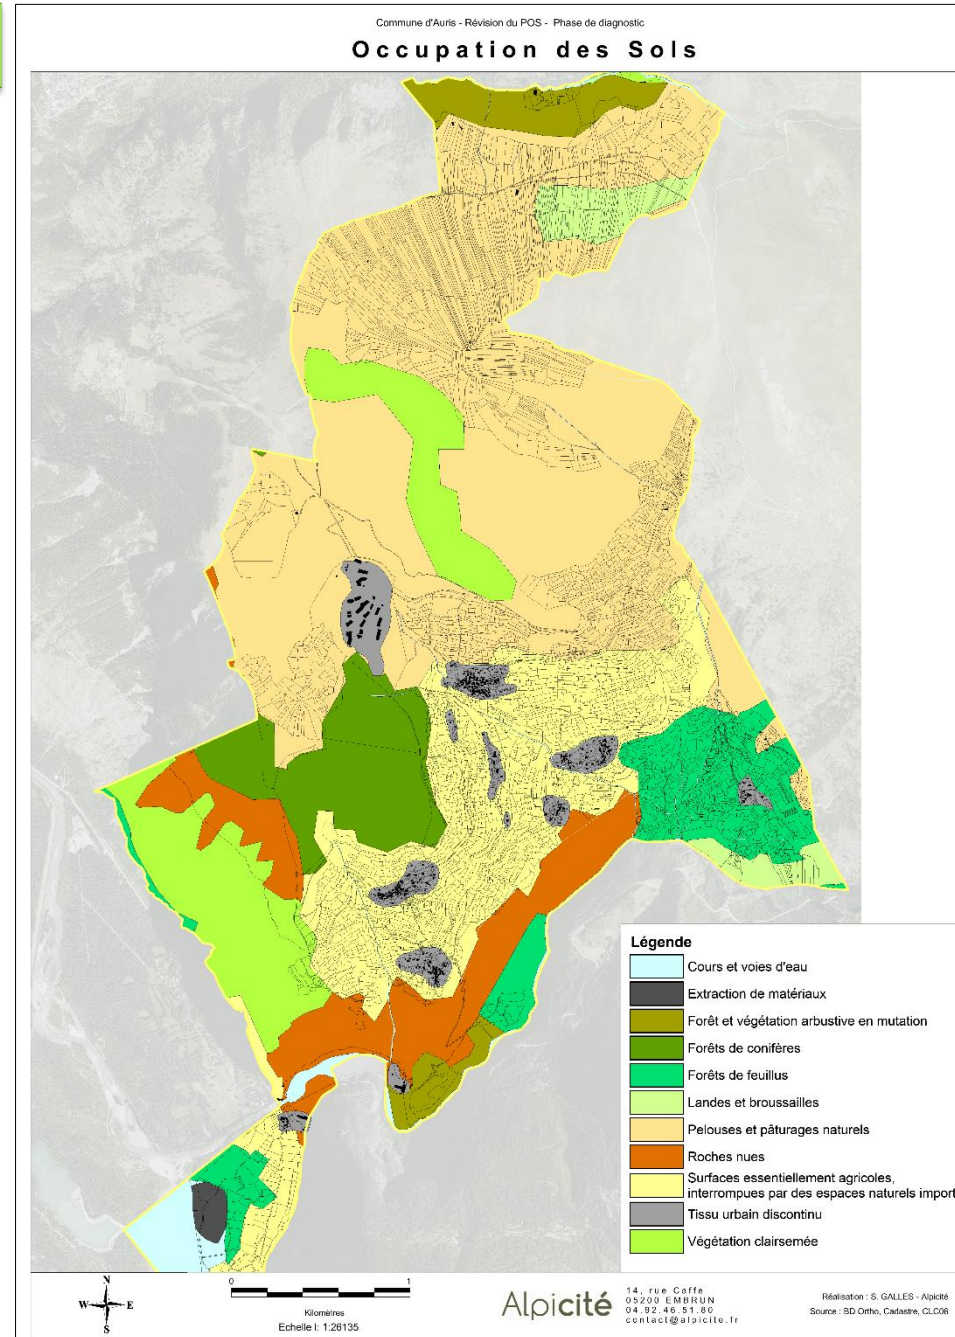 Commune d'Auris - Révision du POS - Phase de diagnostic
Occupation des Sols
Légende
Cours et voies d'eau
Extraction de matériaux
Forêt et végétation arbustive en mutation
Forêts de conifères
Forêts de feuillus
Landes et broussailles
Pelouses et pâturages naturels
Roches nues
Surfaces essentiellement agricoles,
interrompues par des espaces naturels import
Tissu urbain discontinu
Végétation clairsemée
N
W E
S
0 1
Kilomètres
Echelle I: 1:26135
Alpicité
14, rue Caffe
05200 EMBRUN
04.92.46.51.80
contact@alpicite.fr
Réalisation : S. GALLES - Alpicité
Source : BD Ortho, Cadastre, CLC06